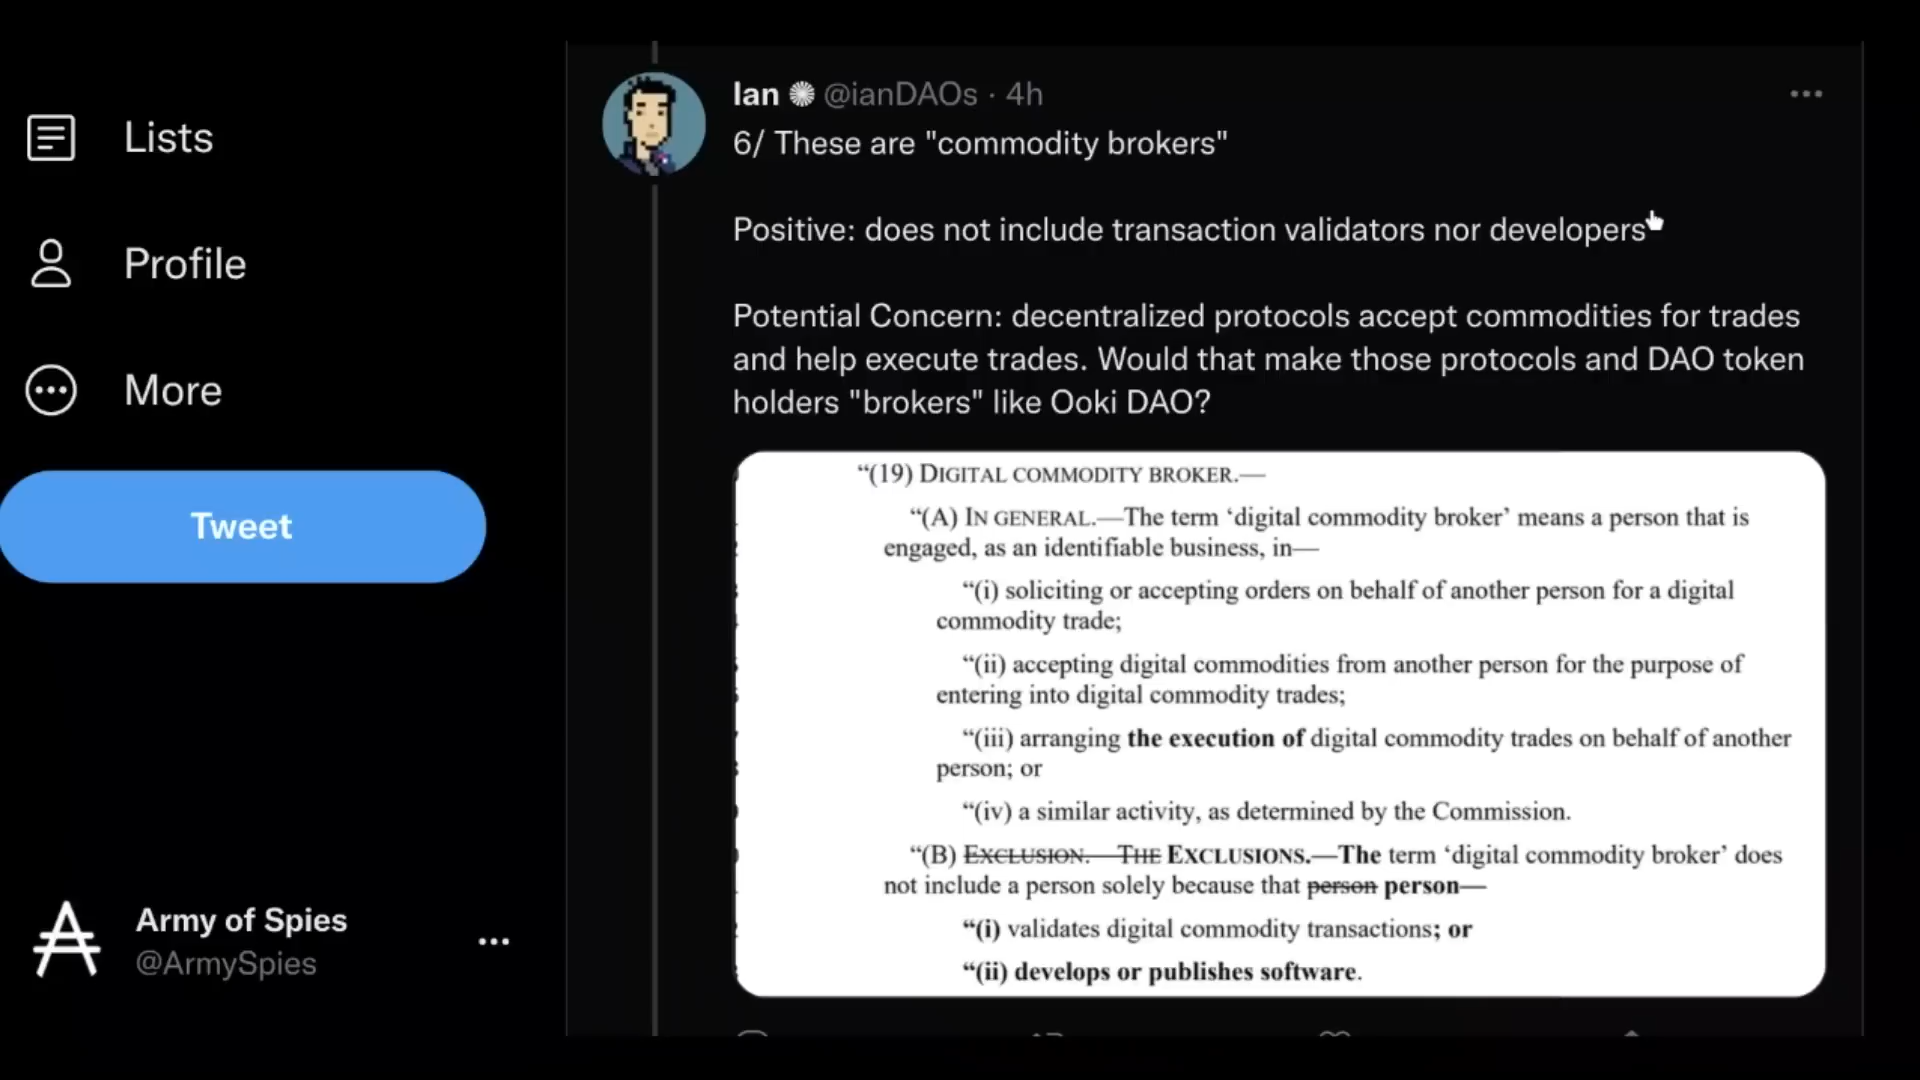 Lists
Profile
More
Tweet
Army of Spies
@ArmySpies
Ian @ianDAOs · 4h
6/ These are "commodity brokers"
Positive: does not include transaction validators nor developers
Potential Concern: decentralized protocols accept commodities for trades
and help execute trades. Would that make those protocols and DAO token
holders "brokers" like Ooki DAO?
“(19) DIGITAL COMMODITY BROKER.—
“(A) IN GENERAL.—The term ‘digital commodity broker’ means a person that is
engaged, as an identifiable business, in—
“(i) soliciting or accepting orders on behalf of another person for a digital
commodity trade;
“(ii) accepting digital commodities from another person for the purpose of
entering into digital commodity trades;
“(iii) arranging the execution of digital commodity trades on behalf of another
person; or
“(iv) a similar activity, as determined by the Commission.
“(B) EXCLUSION.—THE EXCLUSIONS.—The term ‘digital commodity broker’ does
not include a person solely because that person person—
“(i) validates digital commodity transactions; or
“(ii) develops or publishes software.